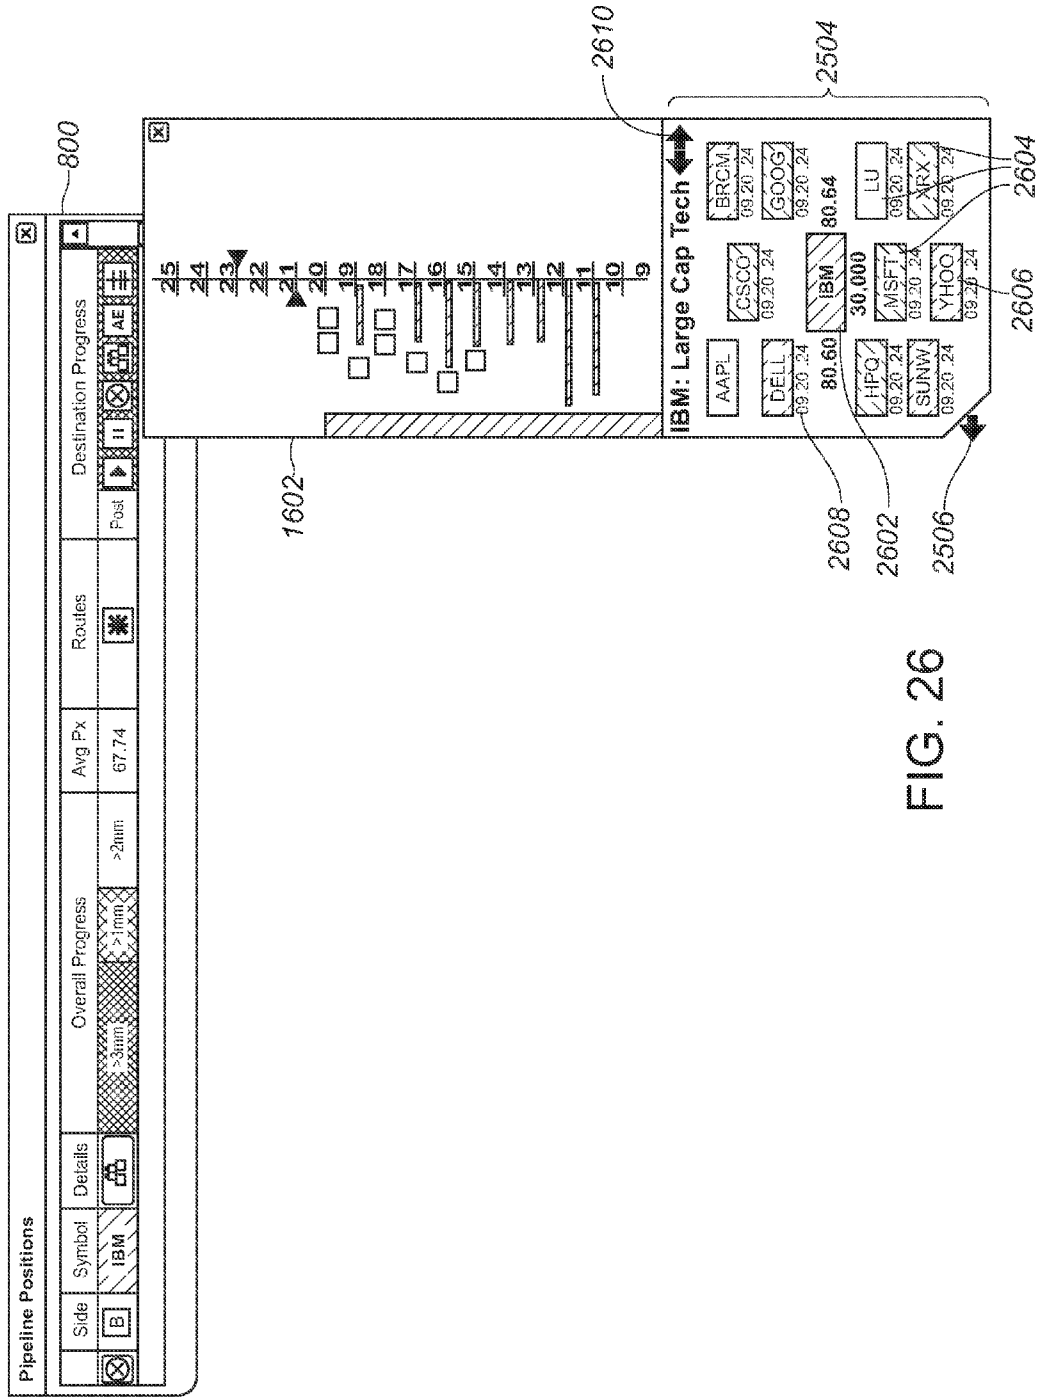 Pipeline Positions
Side Symbol Details Overall Progress Avg Px Routes Destination Progress
B IBM >3mm >1mm >2mm 67.74 Post AE
800
1602
25
24
23
22
21
20
19
18
17
16
15
14
13
12
11
10
9
IBM: Large Cap Tech
2610
AAPL CSCO BRCM
09.20 .24 09.20 .24
DELL GOOG
09.20 .24 09.20 .24
80.60 IBM 80.64
30,000
HPQ MSFT LU
09.20 .24 09.20 .24 09.20 .24
SUNW YHOO XRX
09.20 .24 09.20 .24 09.20 .24
2504
2608
2602
2506
2606
2604
FIG. 26